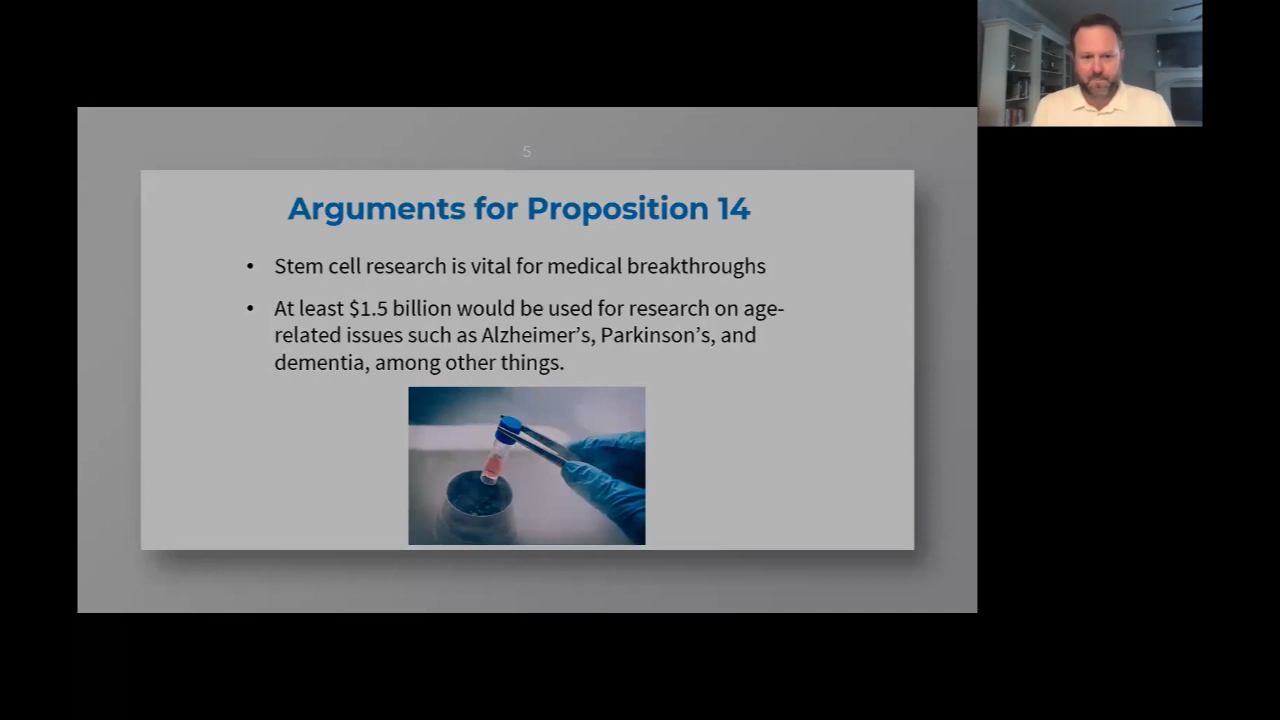 5
Arguments for Proposition 14
• Stem cell research is vital for medical breakthroughs
• At least $1.5 billion would be used for research on age-
related issues such as Alzheimer’s, Parkinson’s, and
dementia, among other things.